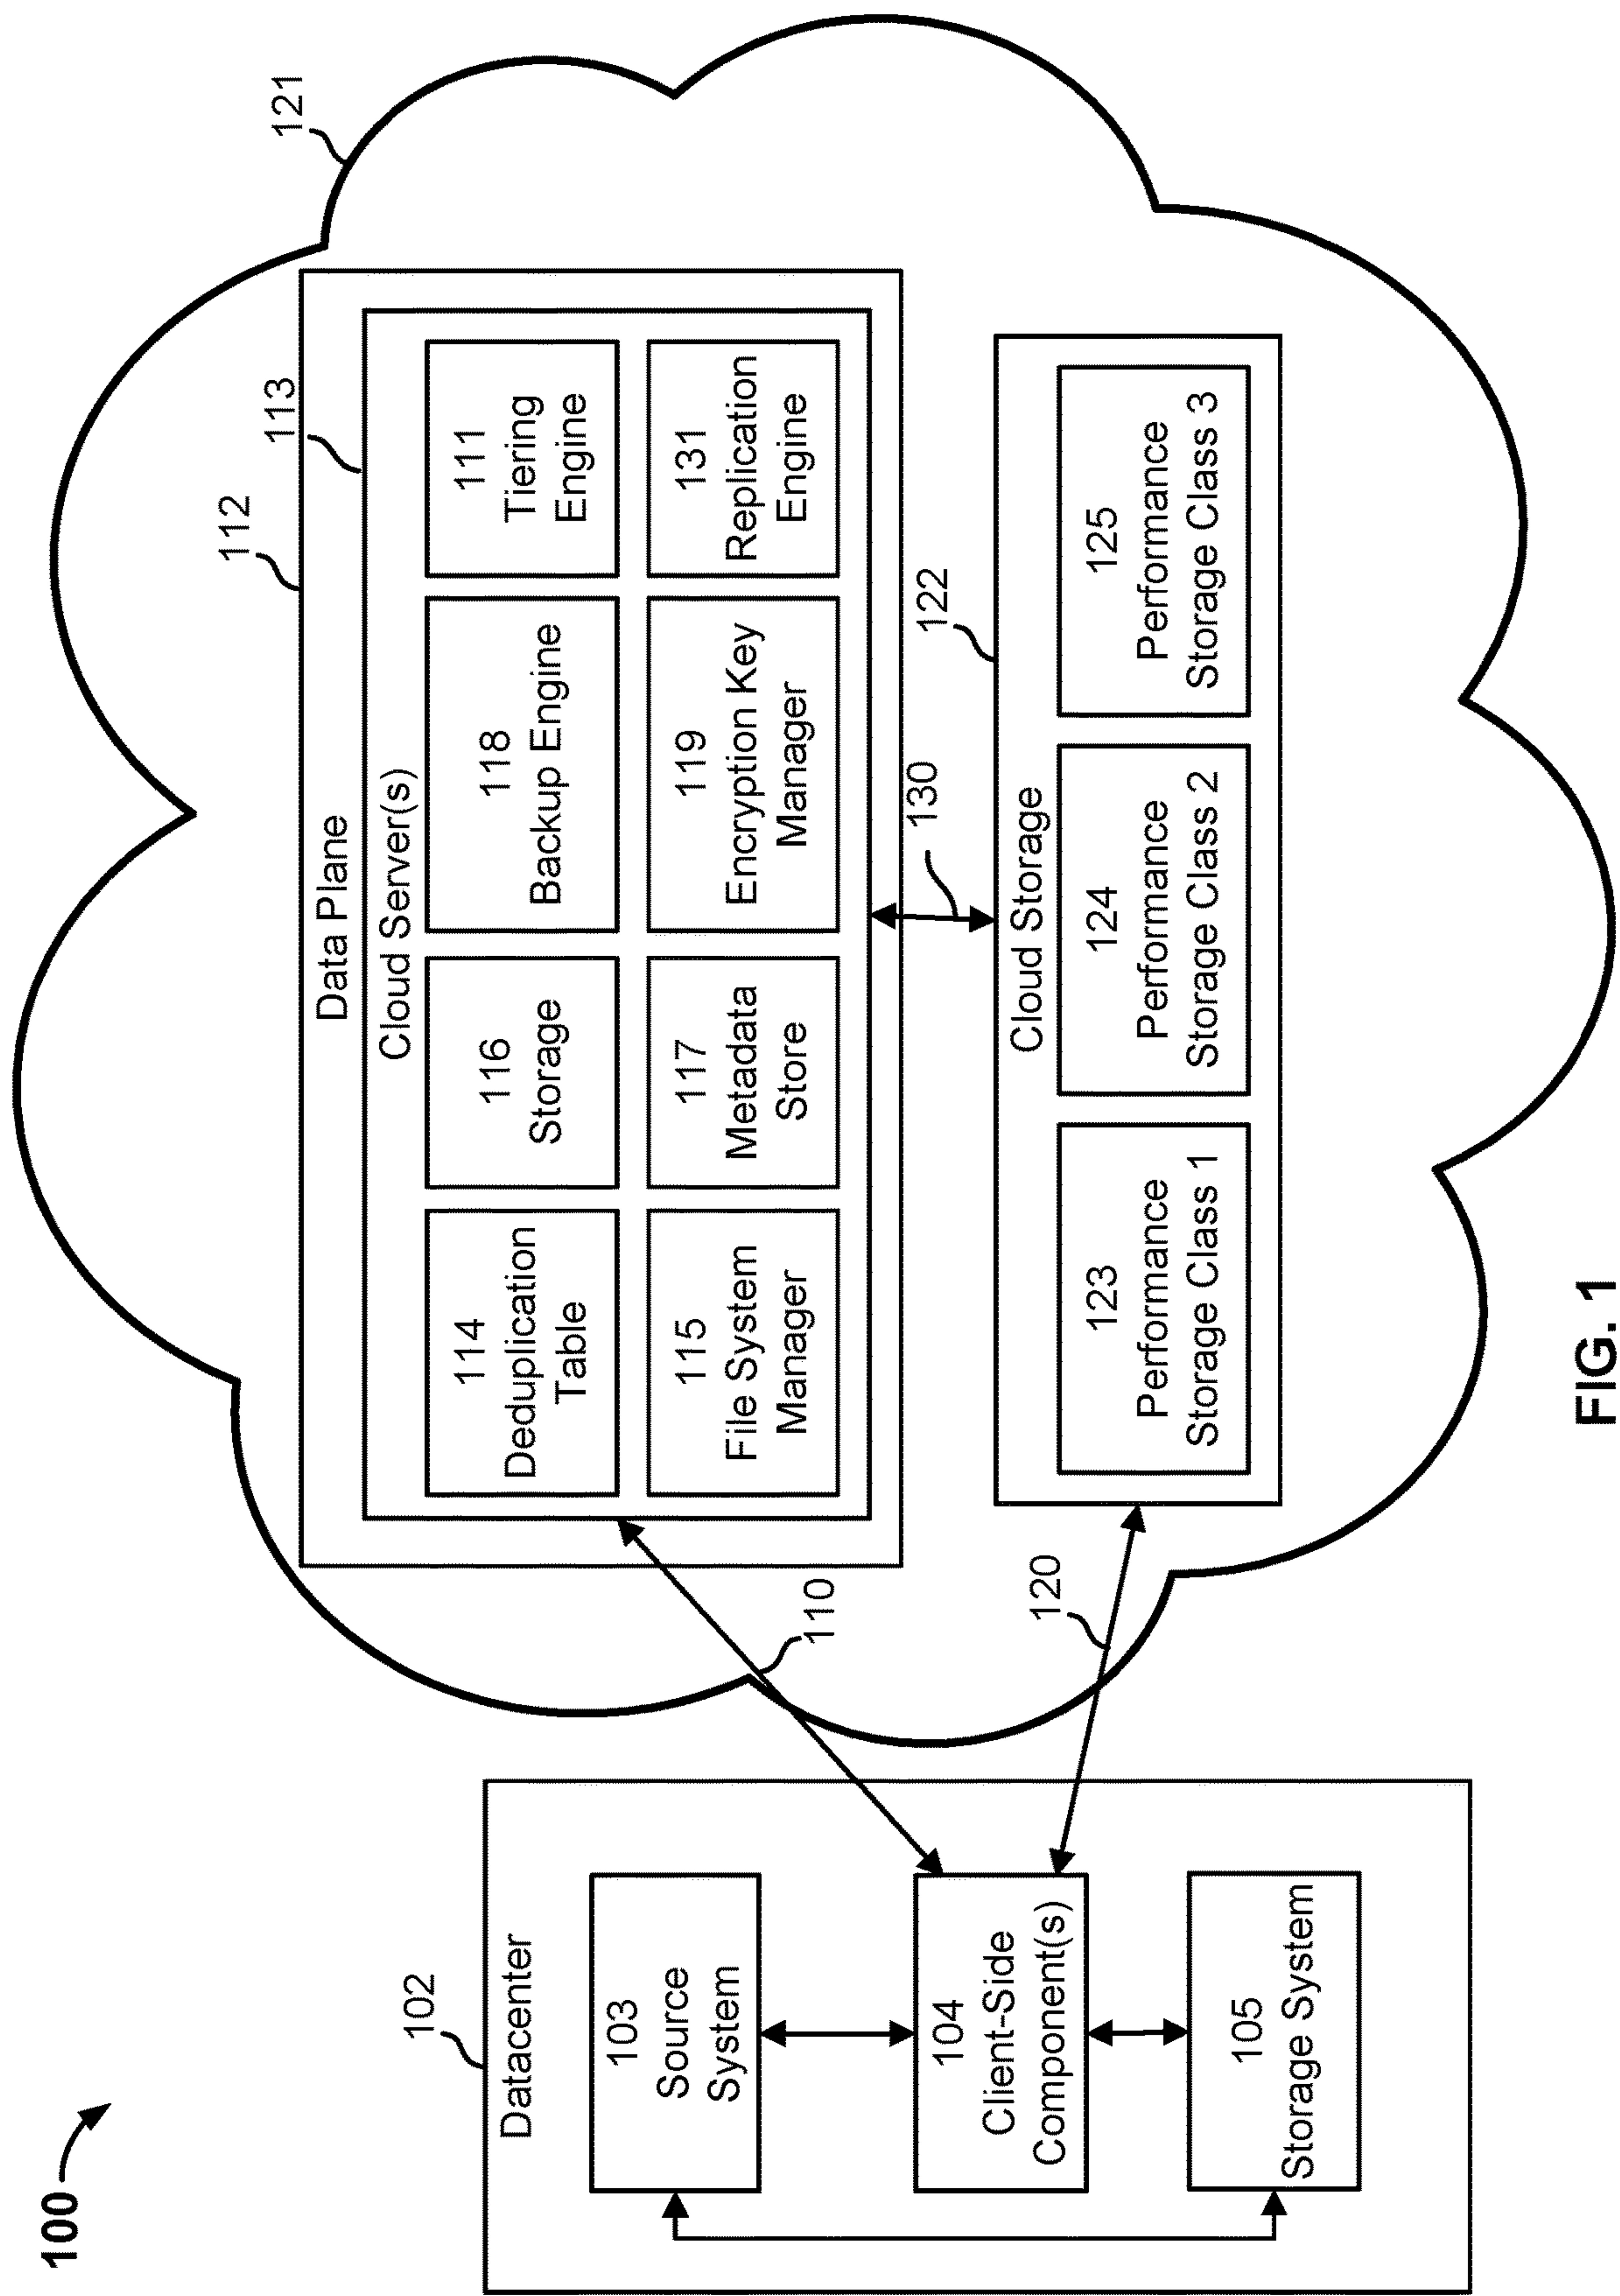 100
102
Datacenter
103
Source
System
104
Client-Side
Component(s)
105
Storage System
110
120
121
112
Data Plane
113
Cloud Server(s)
114
Deduplication
Table
116
Storage
118
Backup Engine
111
Tiering
Engine
115
File System
Manager
117
Metadata
Store
119
Encryption Key
Manager
131
Replication
Engine
130
122
Cloud Storage
123
Performance
Storage Class 1
124
Performance
Storage Class 2
125
Performance
Storage Class 3
FIG. 1